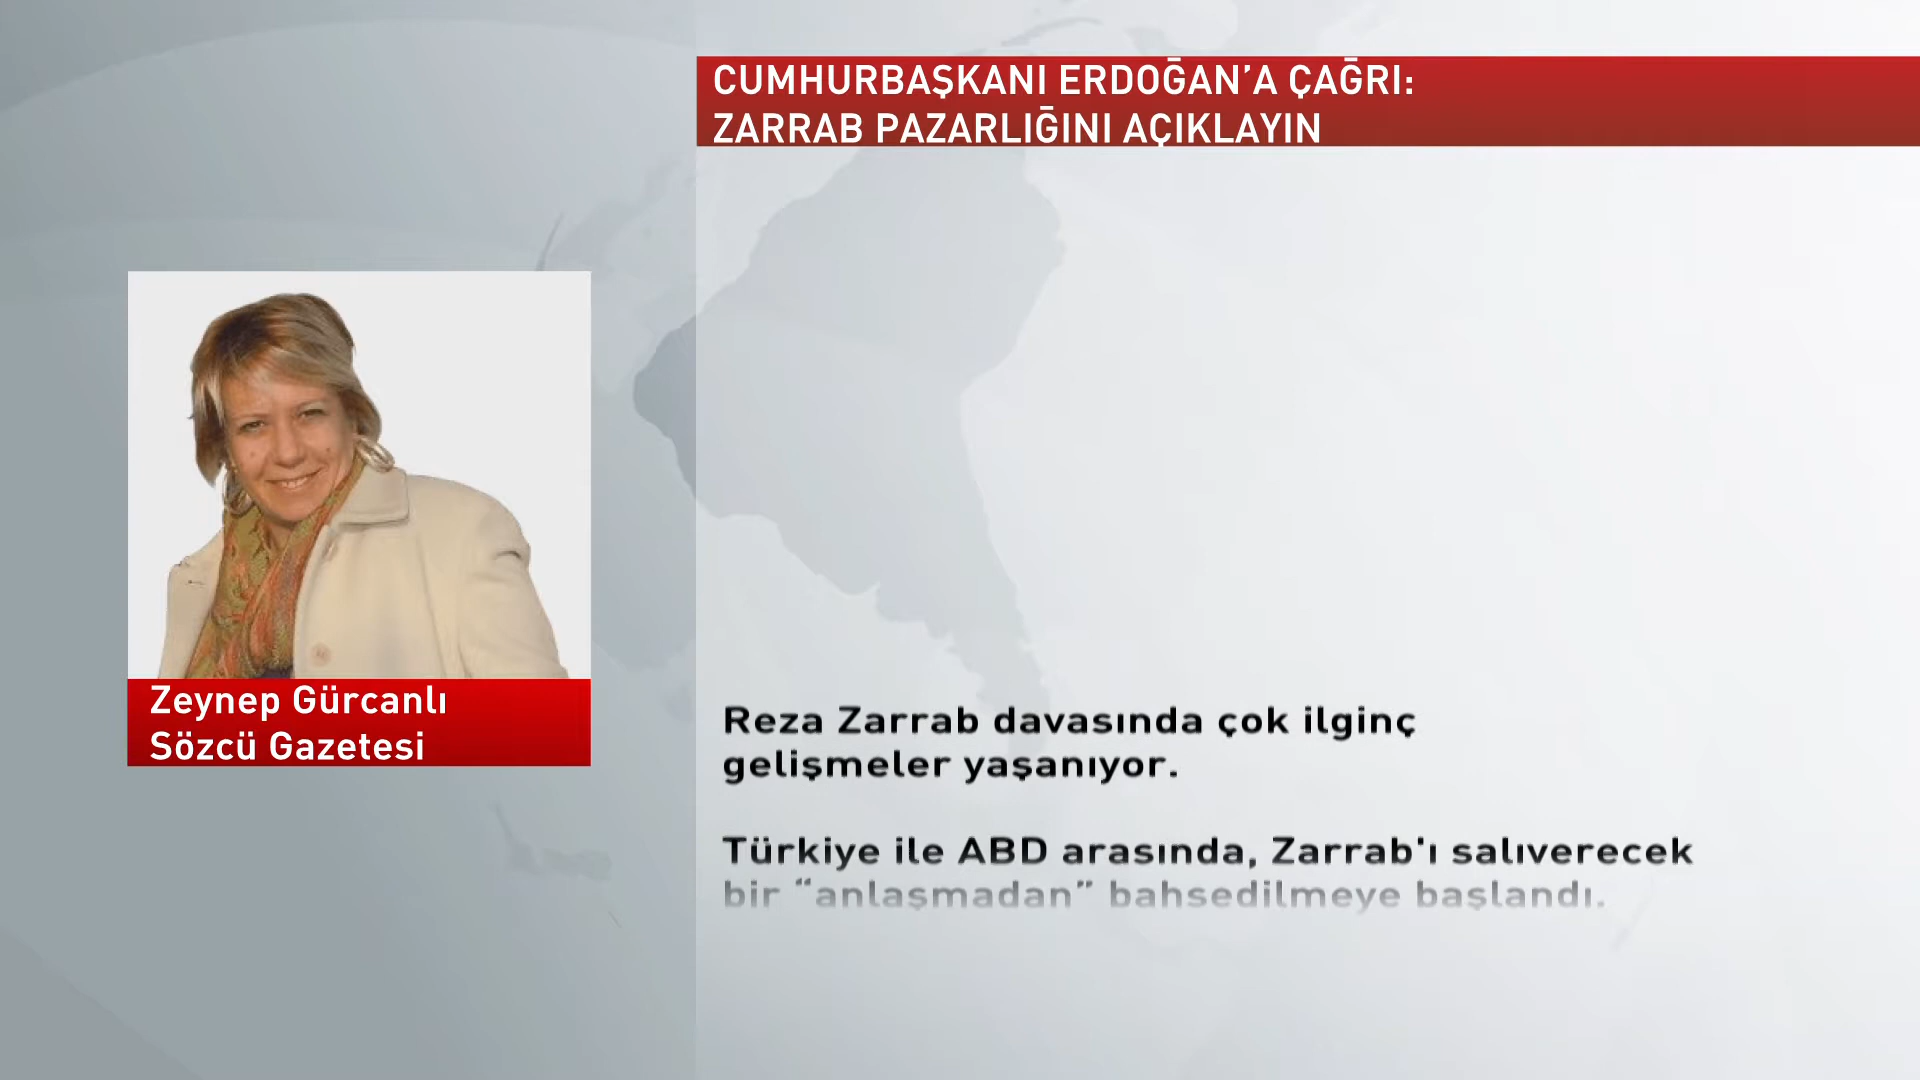 CUMHURBAŞKANI ERDOĞAN’A ÇAĞRI:
ZARRAB PAZARLIĞINI AÇIKLAYIN
Zeynep Gürcanlı
Sözcü Gazetesi
Reza Zarrab davasında çok ilginç
gelişmeler yaşanıyor.
Türkiye ile ABD arasında, Zarrab'ı salıverecek
bir “anlaşmadan” bahsedilmeye başlandı.